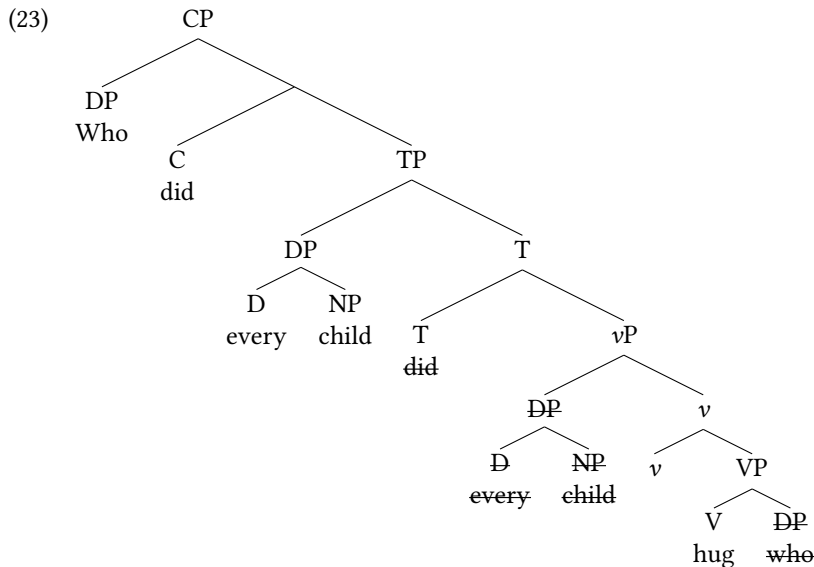 (23) CP
DP
Who
C TP
did
DP T
D NP T vP
every child did
DP v
D NP v VP
every child
V DP
hug who